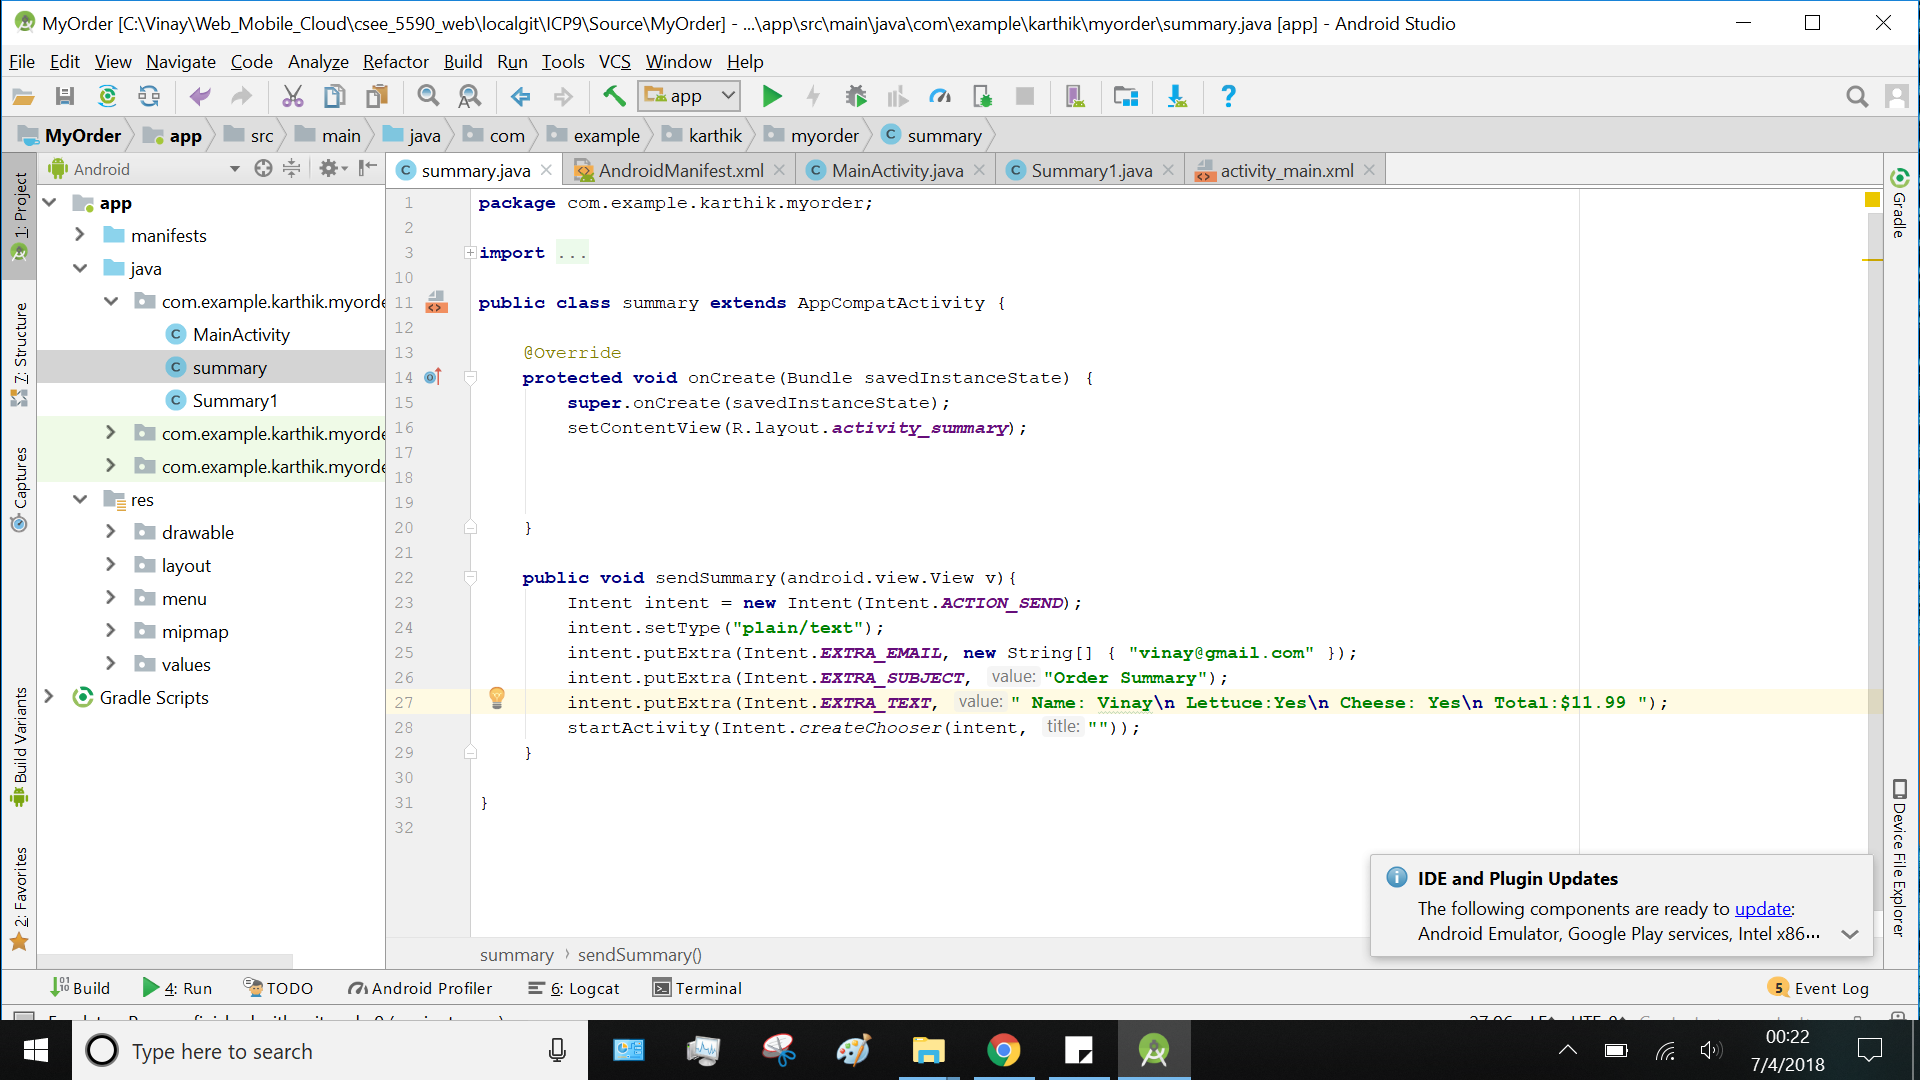 MyOrder [C:\Vinay\Web_Mobile_Cloud\csee_5590_web\localgit\ICP9\Source\MyOrder] - ...\app\src\main\java\com\example\karthik\myorder\summary.java [app] - Android Studio
File Edit View Navigate Code Analyze Refactor Build Run Tools VCS Window Help
app
MyOrder app src main java com example karthik myorder summary
Android
summary.java AndroidManifest.xml MainActivity.java Summary1.java activity_main.xml
1: Project
7: Structure
Captures
Build Variants
2: Favorites
app
manifests
java
com.example.karthik.myorde
MainActivity
summary
Summary1
com.example.karthik.myorde
com.example.karthik.myorde
res
drawable
layout
menu
mipmap
values
Gradle Scripts
1 package com.example.karthik.myorder;
2
3 import ...
10
11 public class summary extends AppCompatActivity {
12
13 @Override
14 protected void onCreate(Bundle savedInstanceState) {
15 super.onCreate(savedInstanceState);
16 setContentView(R.layout.activity_summary);
17
18
19
20 }
21
22 public void sendSummary(android.view.View v){
23 Intent intent = new Intent(Intent.ACTION_SEND);
24 intent.setType("plain/text");
25 intent.putExtra(Intent.EXTRA_EMAIL, new String[] { "vinay@gmail.com" });
26 intent.putExtra(Intent.EXTRA_SUBJECT, value: "Order Summary");
27 intent.putExtra(Intent.EXTRA_TEXT, value: " Name: Vinay\n Lettuce:Yes\n Cheese: Yes\n Total:$11.99 ");
28 startActivity(Intent.createChooser(intent, title: ""));
29 }
30
31 }
32
summary › sendSummary()
Gradle
Device File Explorer
IDE and Plugin Updates
The following components are ready to update:
Android Emulator, Google Play services, Intel x86...
Build 4: Run TODO Android Profiler 6: Logcat Terminal 5 Event Log
Type here to search
00:22
7/4/2018